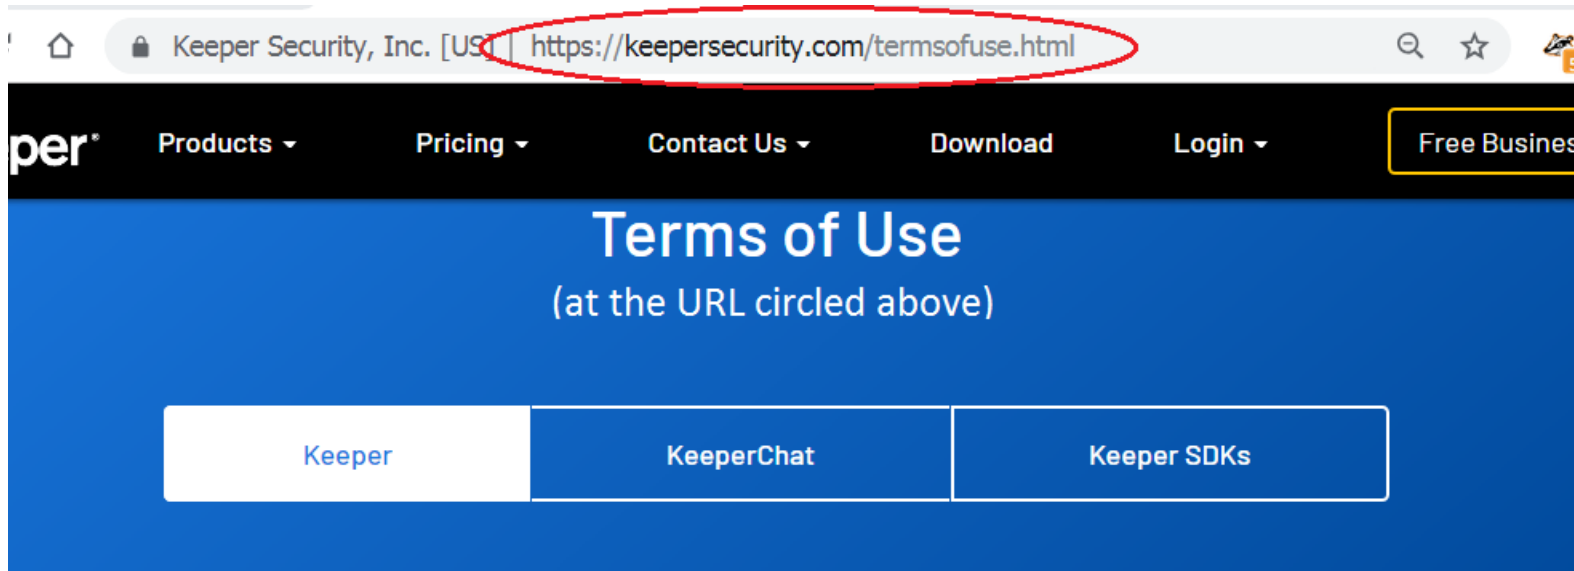 Keeper Security, Inc. [US] | https://keepersecurity.com/termsofuse.html
per® Products Pricing Contact Us Download Login Free Busines
Terms of Use
(at the URL circled above)
Keeper KeeperChat Keeper SDKs